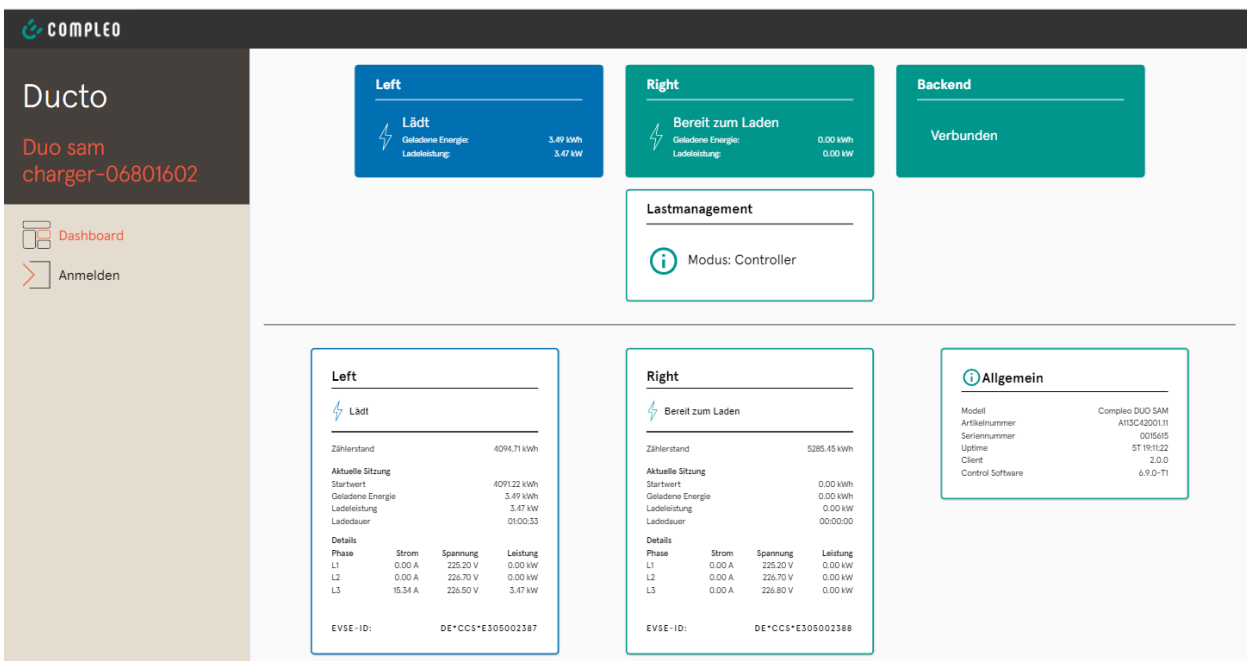 COMPLEO
Ducto
Duo sam
charger-06801602
Dashboard
Anmelden
Left
Lädt
Geladene Energie: 3.49 kWh
Ladeleistung: 3.47 kW
Right
Bereit zum Laden
Geladene Energie: 0.00 kWh
Ladeleistung: 0.00 kW
Backend
Verbunden
Lastmanagement
Modus: Controller
Left
Lädt
Zählerstand 4094.71 kWh
Aktuelle Sitzung
Startwert 4091.22 kWh
Geladene Energie 3.49 kWh
Ladeleistung 3.47 kW
Ladedauer 01:00:33
Details
Phase Strom Spannung Leistung
L1 0.00 A 225.20 V 0.00 kW
L2 0.00 A 226.70 V 0.00 kW
L3 15.34 A 226.50 V 3.47 kW
EVSE-ID: DE*CCS*E305002387
Right
Bereit zum Laden
Zählerstand 5285.45 kWh
Aktuelle Sitzung
Startwert 0.00 kWh
Geladene Energie 0.00 kWh
Ladeleistung 0.00 kW
Ladedauer 00:00:00
Details
Phase Strom Spannung Leistung
L1 0.00 A 225.20 V 0.00 kW
L2 0.00 A 226.70 V 0.00 kW
L3 0.00 A 226.80 V 0.00 kW
EVSE-ID: DE*CCS*E305002388
Allgemein
Modell Compleo DUO SAM
Artikelnummer A113C42001.11
Seriennummer 0015615
Uptime 5T 19:11:22
Client 2.0.0
Control Software 6.9.0-T1